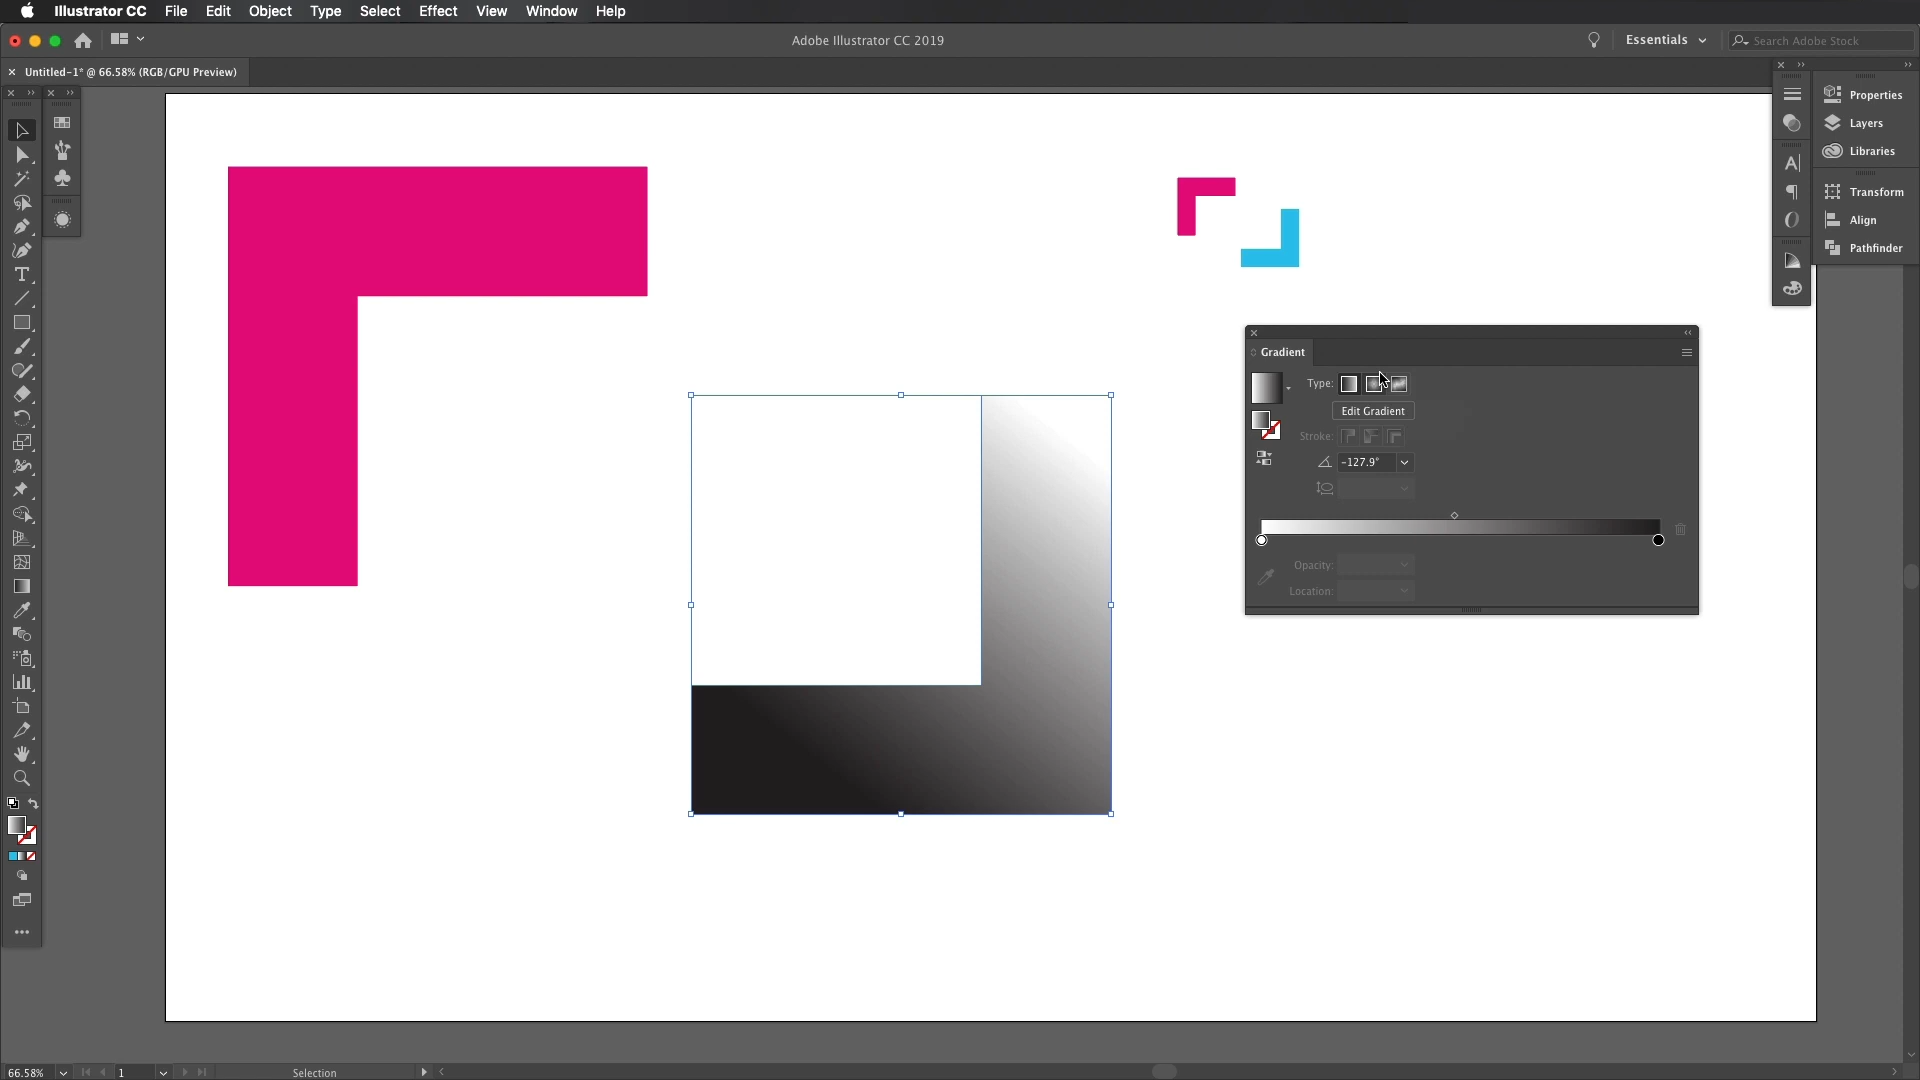 Illustrator CC File Edit Object Type Select Effect View Window Help
Adobe Illustrator CC 2019
Essentials
Search Adobe Stock
Untitled-1* @ 66.58% (RGB/GPU Preview)
Properties
Layers
Libraries
Transform
Align
Pathfinder
Gradient
Type:
Edit Gradient
Stroke:
-127.9°
Opacity:
Location:
66.58% 1 Selection